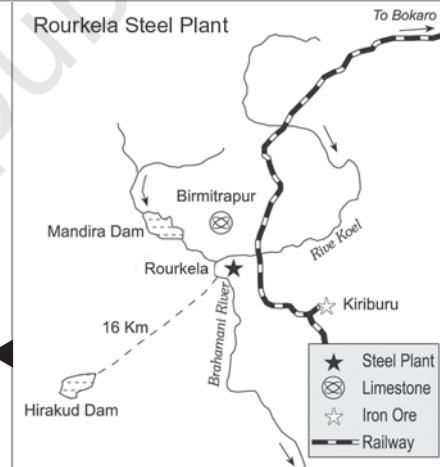 Rourkela Steel Plant
To Bokaro
Birmitrapur
Mandira Dam
Rive Koel
Rourkela
Kiriburu
Brahamani River
16 Km
Hirakud Dam
Steel Plant
Limestone
Iron Ore
Railway